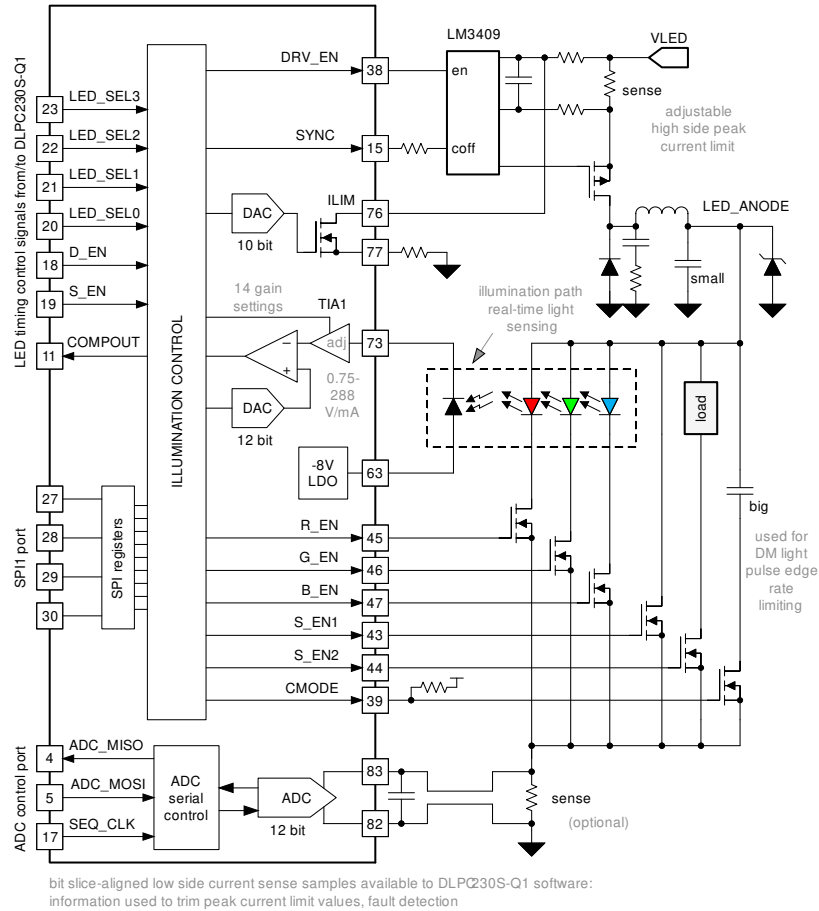 LM3409
VLED
DRV_EN
38
en
sense
adjustable
high side peak
current limit
LED timing control signals from/to DLPC230S-Q1
23
LED_SEL3
22
LED_SEL2
SYNC
15
coff
21
LED_SEL1
20
LED_SEL0
DAC
10 bit
ILIM
76
LED_ANODE
18
D_EN
77
19
S_EN
14 gain
settings
TIA1
illumination path
real-time light
sensing
small
11
COMPOUT
ILLUMINATION CONTROL
−
+
adj
73
0.75-
288
V/mA
DAC
12 bit
load
-8V
LDO
63
SPI1 port
27
28
29
30
SPI registers
big
used for
DM light
pulse edge
rate
limiting
R_EN
45
G_EN
46
B_EN
47
S_EN1
43
S_EN2
44
CMODE
39
ADC control port
4
ADC_MISO
5
ADC_MOSI
17
SEQ_CLK
ADC
serial
control
ADC
12 bit
83
82
sense
(optional)
bit slice-aligned low side current sense samples available to DLPC230S-Q1 software:
information used to trim peak current limit values, fault detection